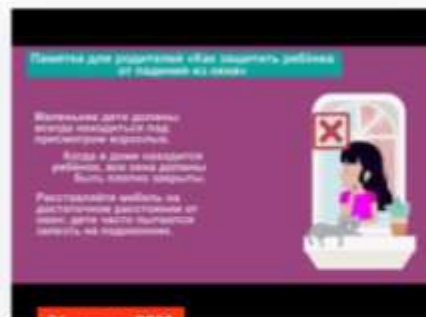 Памятка для родителей «Как защитить ребёнка
от падения из окна»
Маленькие дети должны
всегда находиться под
присмотром взрослых.
Когда в доме находится
ребёнок, все окна должны
быть плотно закрыты.
Расставляйте мебель на
достаточном расстоянии от
окон: дети часто пытаются
залезть на подоконник.